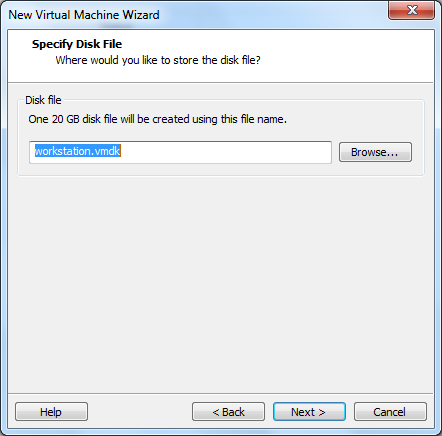 New Virtual Machine Wizard
Specify Disk File
Where would you like to store the disk file?
Disk file
One 20 GB disk file will be created using this file name.
workstation.vmdk
Browse...
Help
< Back
Next >
Cancel